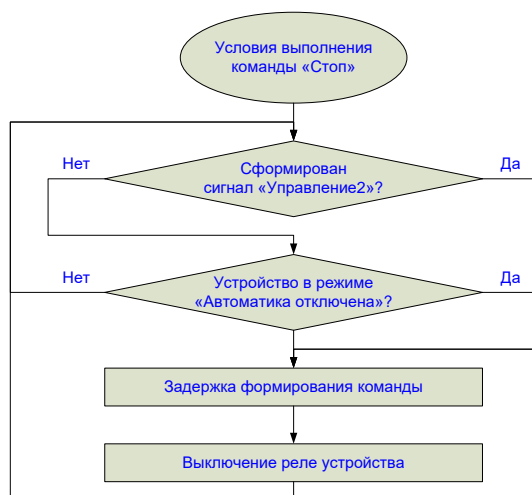 Условия выполнения
команды «Стоп»
Нет
Сформирован
сигнал «Управление2»?
Да
Нет
Устройство в режиме
«Автоматика отключена»?
Да
Задержка формирования команды
Выключение реле устройства